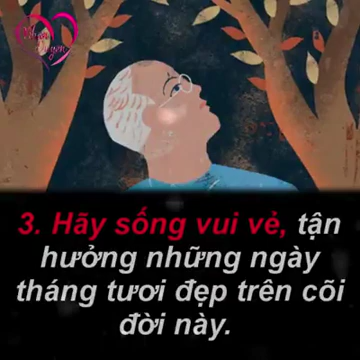 3. Hãy sống vui vẻ, tận
hưởng những ngày
tháng tươi đẹp trên cõi
đời này.